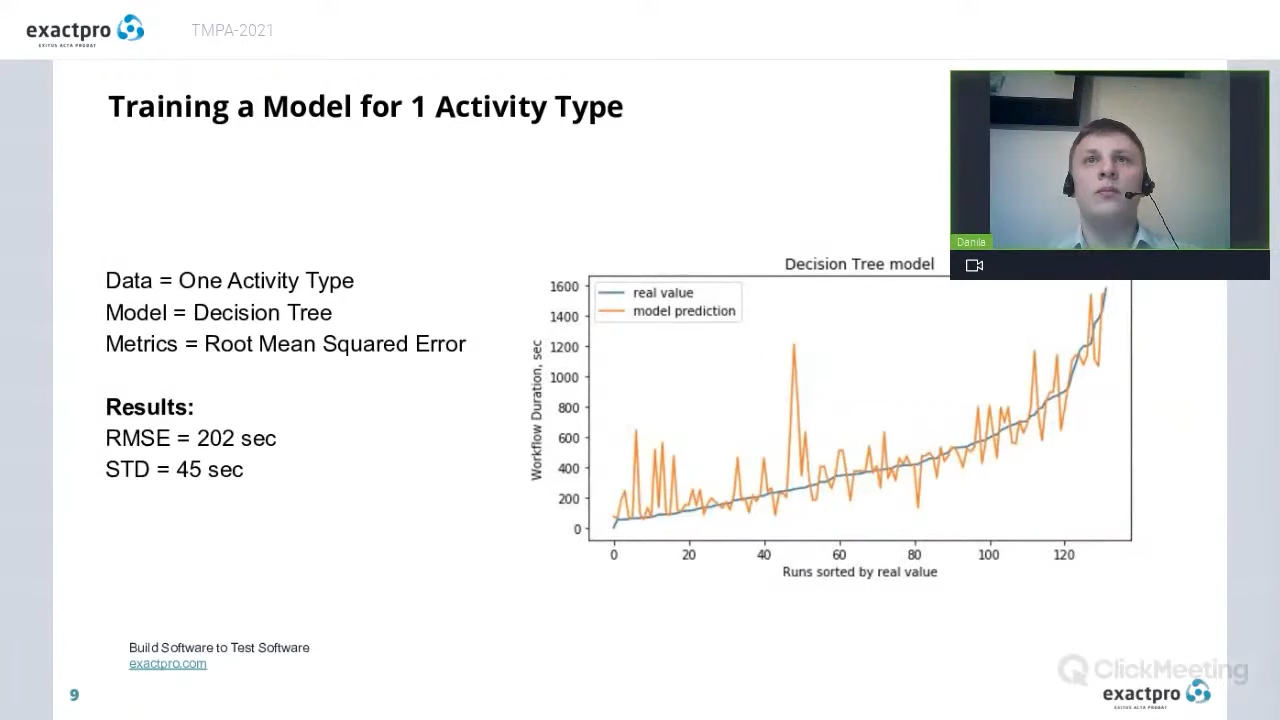 exactpro
EXITUS ACTA PROBAT
TMPA-2021
Training a Model for 1 Activity Type
Danila
Data = One Activity Type
Model = Decision Tree
Metrics = Root Mean Squared Error
Results:
RMSE = 202 sec
STD = 45 sec
Decision Tree model
real value
model prediction
Workflow Duration, sec
1600
1400
1200
1000
800
600
400
200
0
0 20 40 60 80 100 120
Runs sorted by real value
Build Software to Test Software
exactpro.com
9
ClickMeeting
exactpro
EXITUS ACTA PROBAT